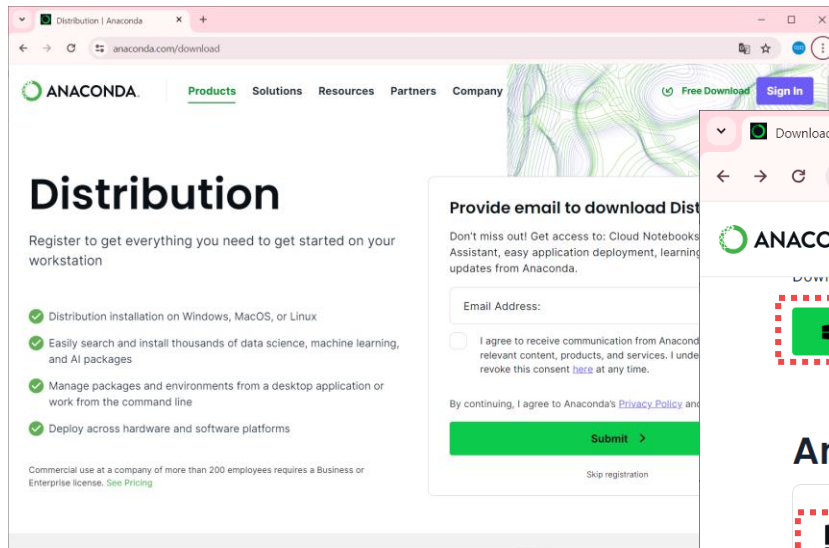 Distribution | Anaconda
anaconda.com/download
ANACONDA.
Products Solutions Resources Partners Company
Free Download Sign In
Distribution
Register to get everything you need to get started on your
workstation
Distribution installation on Windows, MacOS, or Linux
Easily search and install thousands of data science, machine learning,
and AI packages
Manage packages and environments from a desktop application or
work from the command line
Deploy across hardware and software platforms
Commercial use at a company of more than 200 employees requires a Business or
Enterprise license. See Pricing
Provide email to download Dist
Don't miss out! Get access to: Cloud Notebooks
Assistant, easy application deployment, learning
updates from Anaconda.
Email Address:
I agree to receive communication from Anacond
relevant content, products, and services. I unde
revoke this consent here at any time.
By continuing, I agree to Anaconda's Privacy Policy and
Submit >
Skip registration
Download
ANACO
An